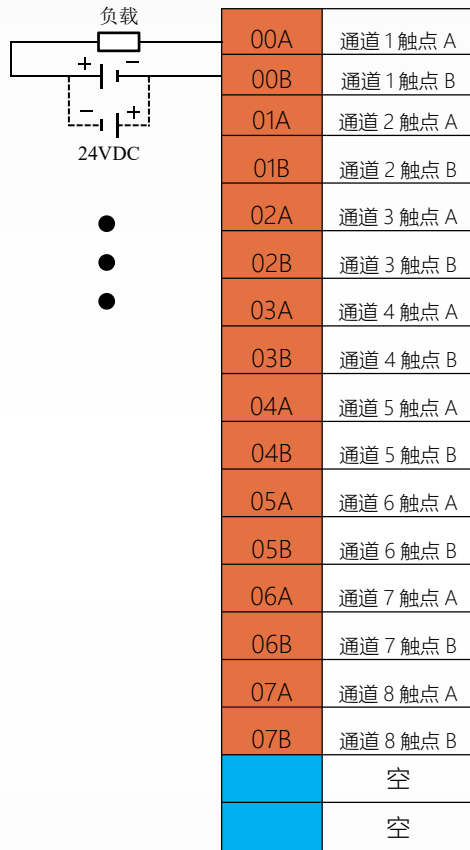 负载
+ −
− +
24VDC
00A 通道 1 触点 A
00B 通道 1 触点 B
01A 通道 2 触点 A
01B 通道 2 触点 B
02A 通道 3 触点 A
02B 通道 3 触点 B
03A 通道 4 触点 A
03B 通道 4 触点 B
04A 通道 5 触点 A
04B 通道 5 触点 B
05A 通道 6 触点 A
05B 通道 6 触点 B
06A 通道 7 触点 A
06B 通道 7 触点 B
07A 通道 8 触点 A
07B 通道 8 触点 B
空
空